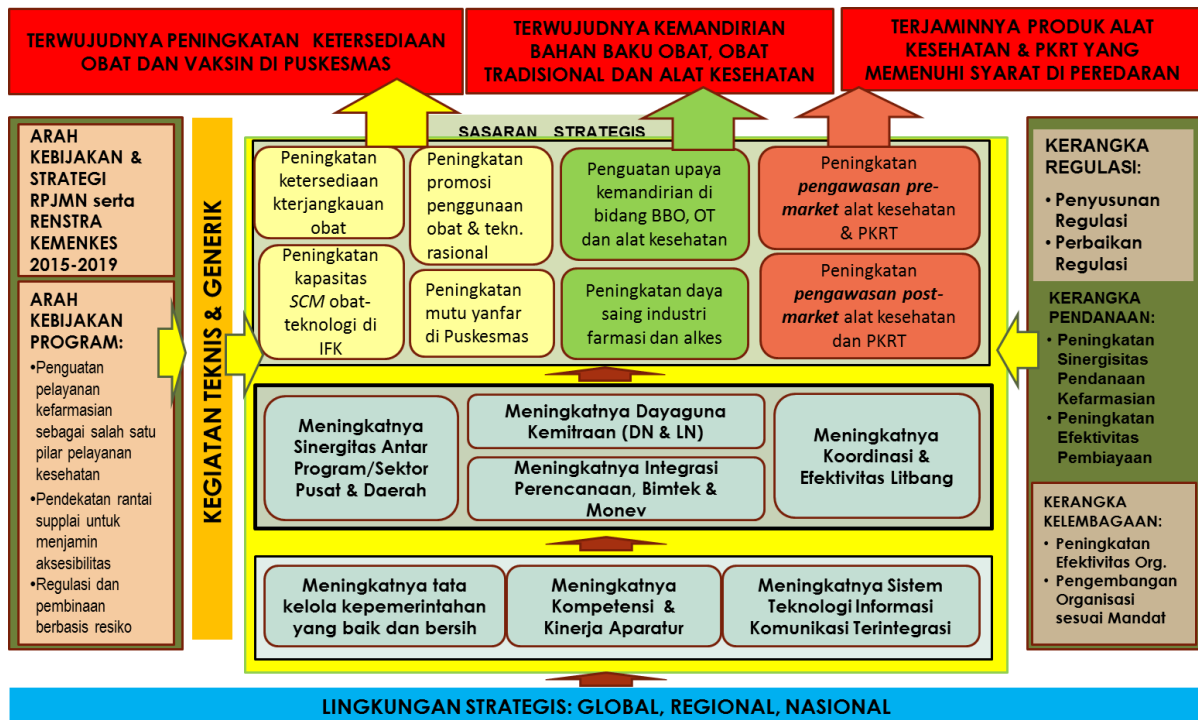 TERWUJUDNYA PENINGKATAN KETERSEDIAAN
OBAT DAN VAKSIN DI PUSKESMAS
TERWUJUDNYA KEMANDIRIAN
BAHAN BAKU OBAT, OBAT
TRADISIONAL DAN ALAT KESEHATAN
TERJAMINNYA PRODUK ALAT
KESEHATAN & PKRT YANG
MEMENUHI SYARAT DI PEREDARAN
ARAH
KEBIJAKAN &
STRATEGI
RPJMN serta
RENSTRA
KEMENKES
2015-2019
ARAH
KEBIJAKAN
PROGRAM:
•Penguatan
pelayanan
kefarmasian
sebagai salah satu
pilar pelayanan
kesehatan
•Pendekatan rantai
supplai untuk
menjamin
aksesibilitas
•Regulasi dan
pembinaan
berbasis resiko
KEGIATAN TEKNIS & GENERIK
SASARAN STRATEGIS
Peningkatan
ketersediaan
kterjangkauan
obat
Peningkatan
promosi
penggunaan
obat & tekn.
rasional
Penguatan upaya
kemandirian di
bidang BBO, OT
dan alat kesehatan
Peningkatan
pengawasan pre-
market alat kesehatan
& PKRT
Peningkatan
kapasitas
SCM obat-
teknologi di
IFK
Peningkatan
mutu yanfar
di Puskesmas
Peningkatan daya
saing industri
farmasi dan alkes
Peningkatan
pengawasan post-
market alat kesehatan
dan PKRT
Meningkatnya
Sinergitas Antar
Program/Sektor
Pusat & Daerah
Meningkatnya Dayaguna
Kemitraan (DN & LN)
Meningkatnya Integrasi
Perencanaan, Bimtek &
Monev
Meningkatnya
Koordinasi &
Efektivitas Litbang
Meningkatnya tata
kelola kepemerintahan
yang baik dan bersih
Meningkatnya
Kompetensi &
Kinerja Aparatur
Meningkatnya Sistem
Teknologi Informasi
Komunikasi Terintegrasi
KERANGKA
REGULASI:
• Penyusunan
Regulasi
• Perbaikan
Regulasi
KERANGKA
PENDANAAN:
• Peningkatan
Sinergisitas
Pendanaan
Kefarmasian
• Peningkatan
Efektivitas
Pembiayaan
KERANGKA
KELEMBAGAAN:
• Peningkatan
Efektivitas Org.
• Pengembangan
Organisasi
sesuai Mandat
LINGKUNGAN STRATEGIS: GLOBAL, REGIONAL, NASIONAL